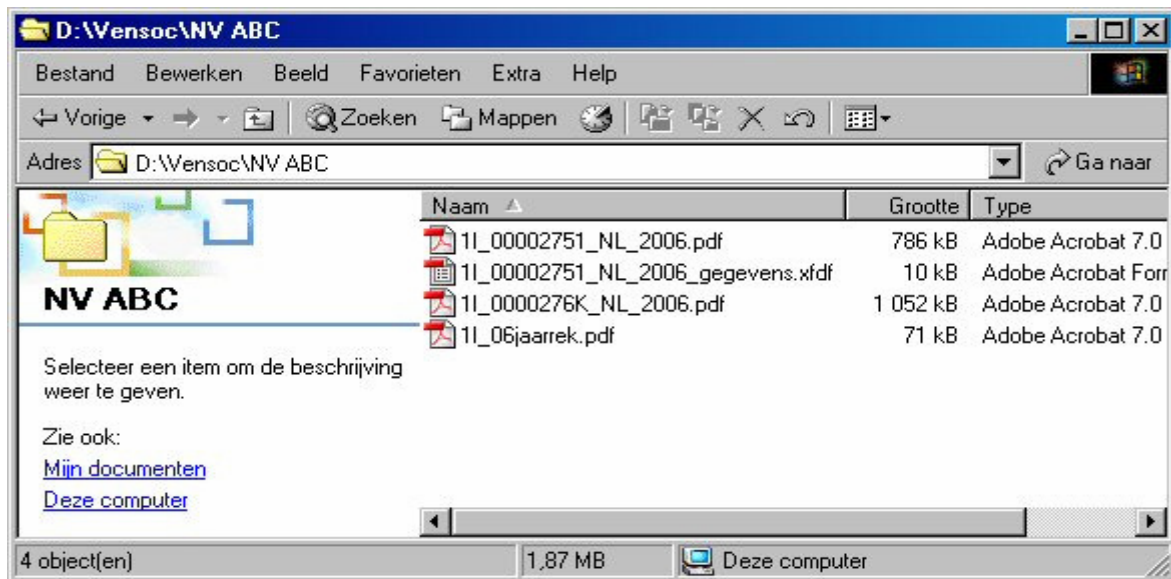 D:\Vensoc\NV ABC
Bestand Bewerken Beeld Favorieten Extra Help
Vorige Zoeken Mappen
Adres D:\Vensoc\NV ABC Ga naar
Naam Grootte Type
1I_00002751_NL_2006.pdf 786 kB Adobe Acrobat 7.0
1I_00002751_NL_2006_gegevens.xfdf 10 kB Adobe Acrobat Forr
1I_0000276K_NL_2006.pdf 1 052 kB Adobe Acrobat 7.0
1I_06jaarrek.pdf 71 kB Adobe Acrobat 7.0
NV ABC
Selecteer een item om de beschrijving
weer te geven.
Zie ook:
Mijn documenten
Deze computer
4 object(en) 1,87 MB Deze computer